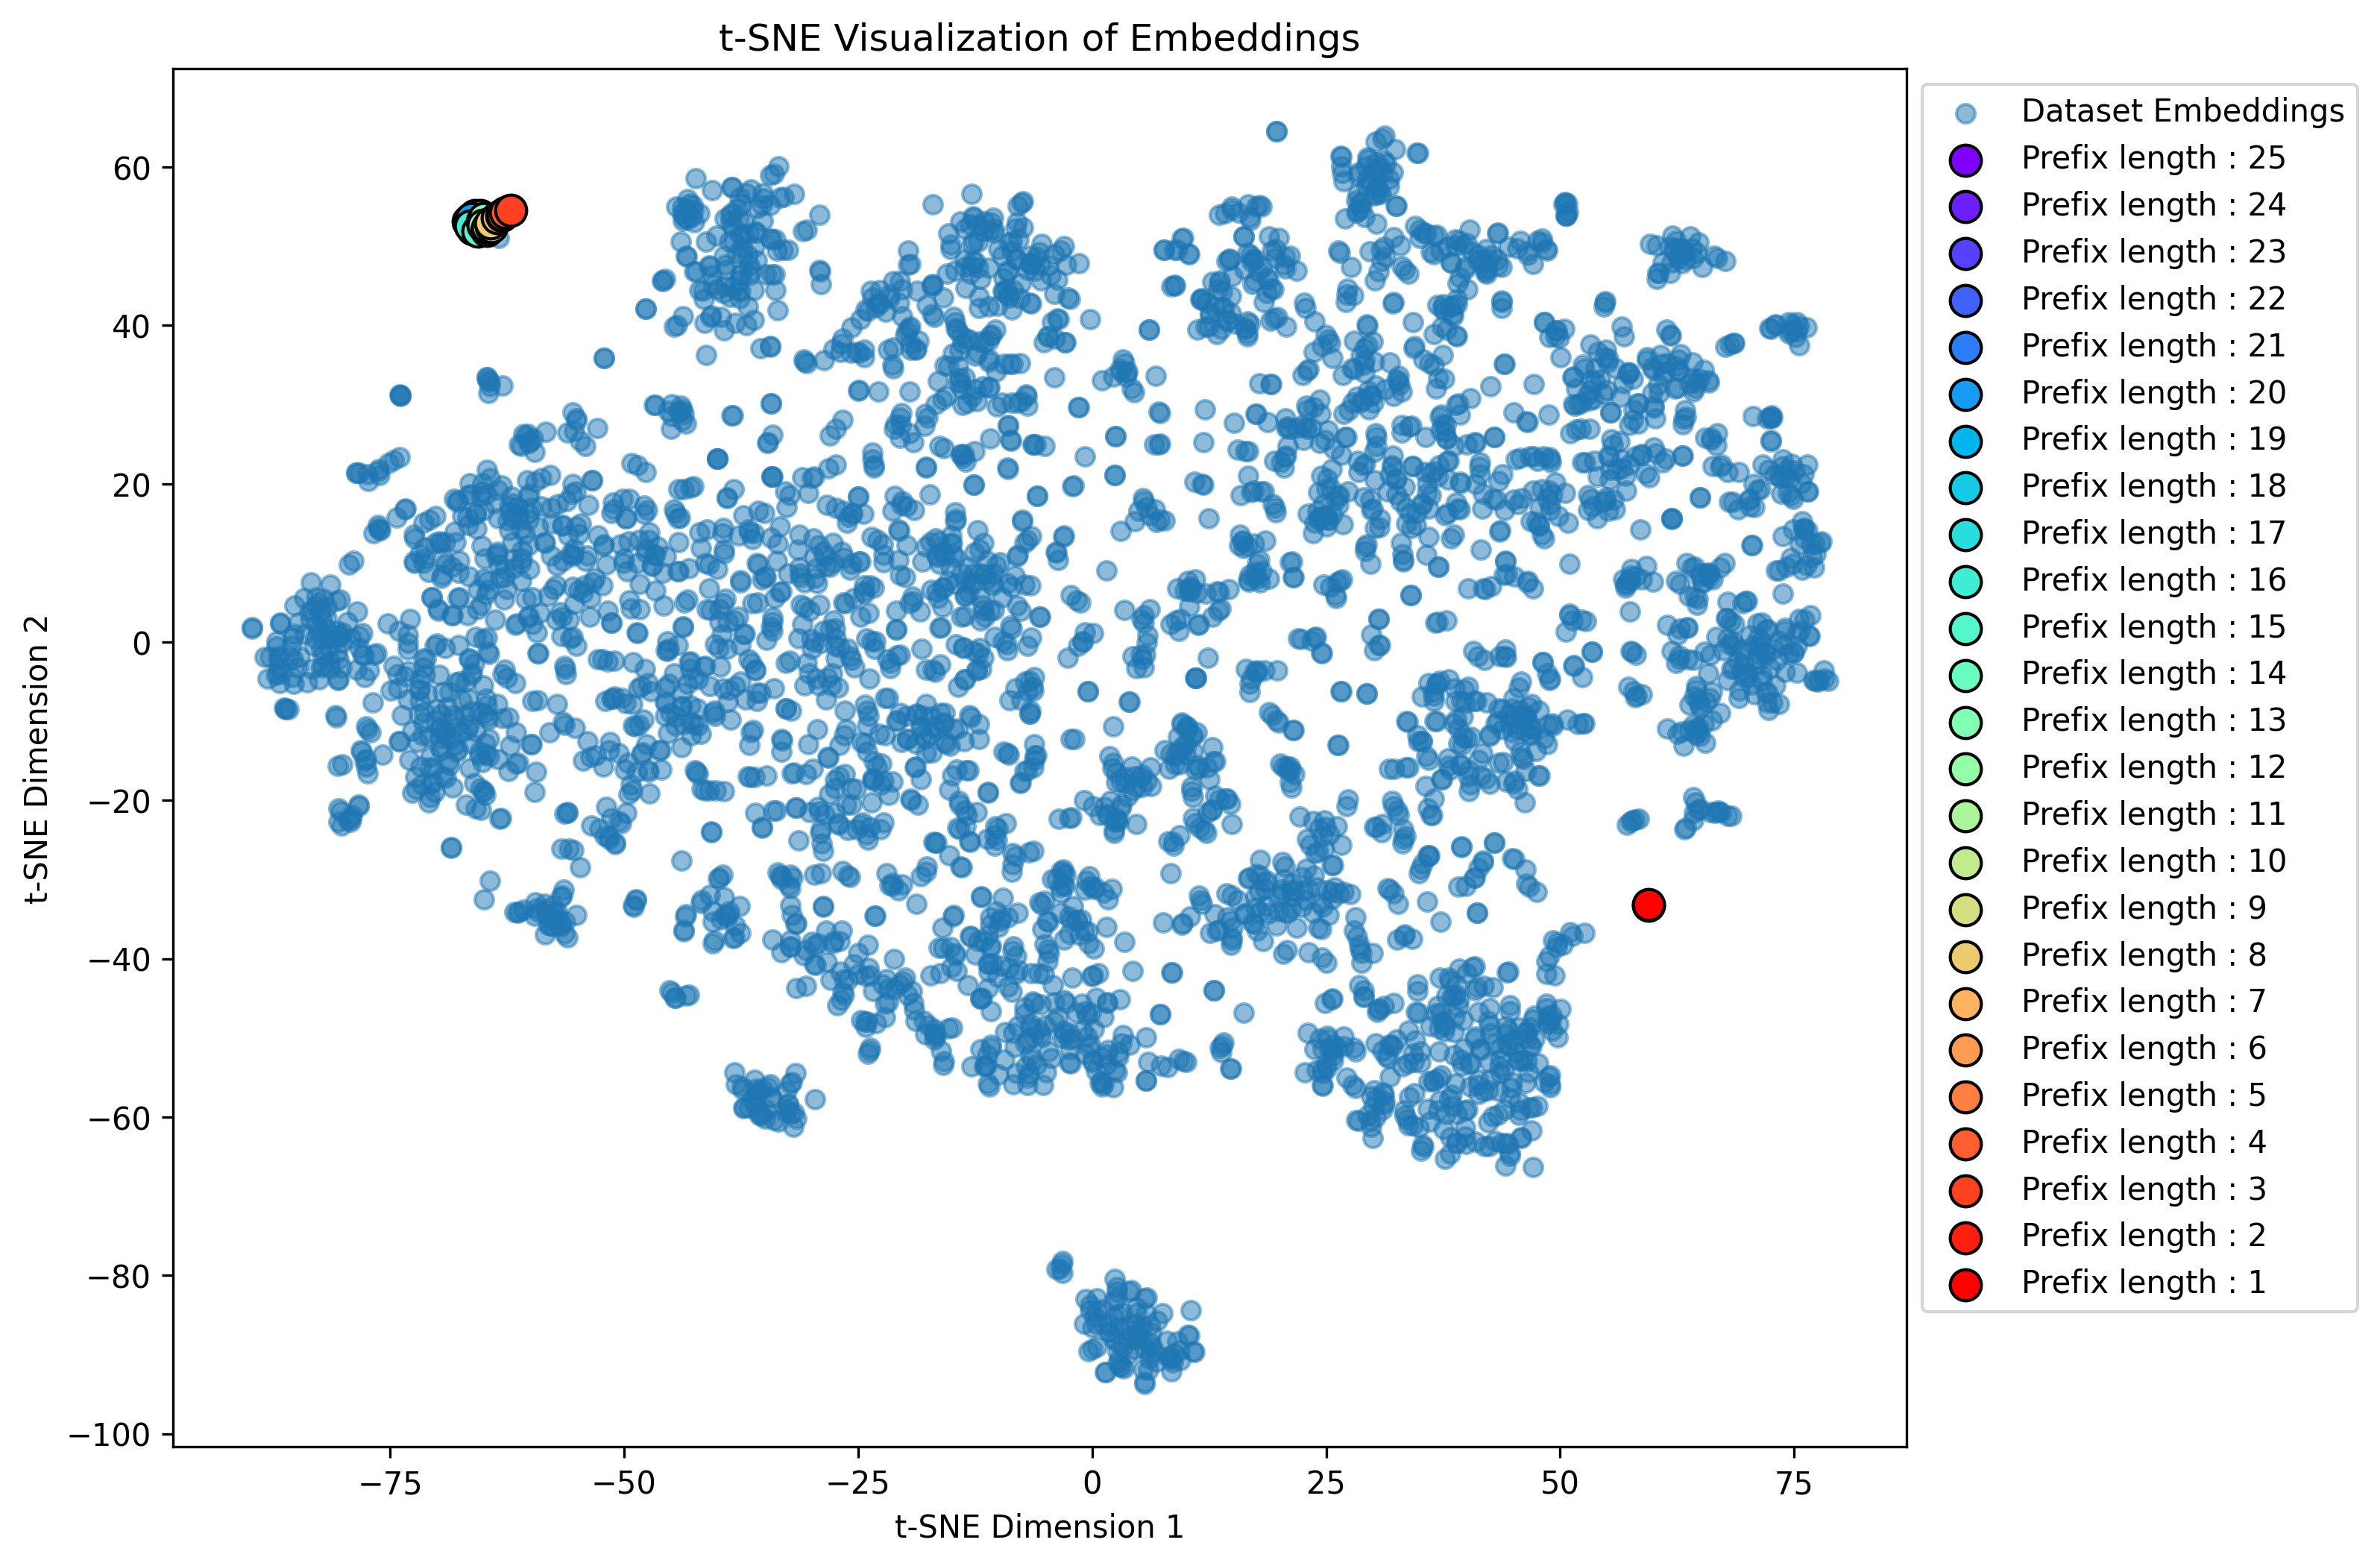 t-SNE Visualization of Embeddings
60
40
20
0
−20
−40
−60
−80
−100
t-SNE Dimension 2
−75
−50
−25
0
25
50
75
t-SNE Dimension 1
Dataset Embeddings
Prefix length : 25
Prefix length : 24
Prefix length : 23
Prefix length : 22
Prefix length : 21
Prefix length : 20
Prefix length : 19
Prefix length : 18
Prefix length : 17
Prefix length : 16
Prefix length : 15
Prefix length : 14
Prefix length : 13
Prefix length : 12
Prefix length : 11
Prefix length : 10
Prefix length : 9
Prefix length : 8
Prefix length : 7
Prefix length : 6
Prefix length : 5
Prefix length : 4
Prefix length : 3
Prefix length : 2
Prefix length : 1